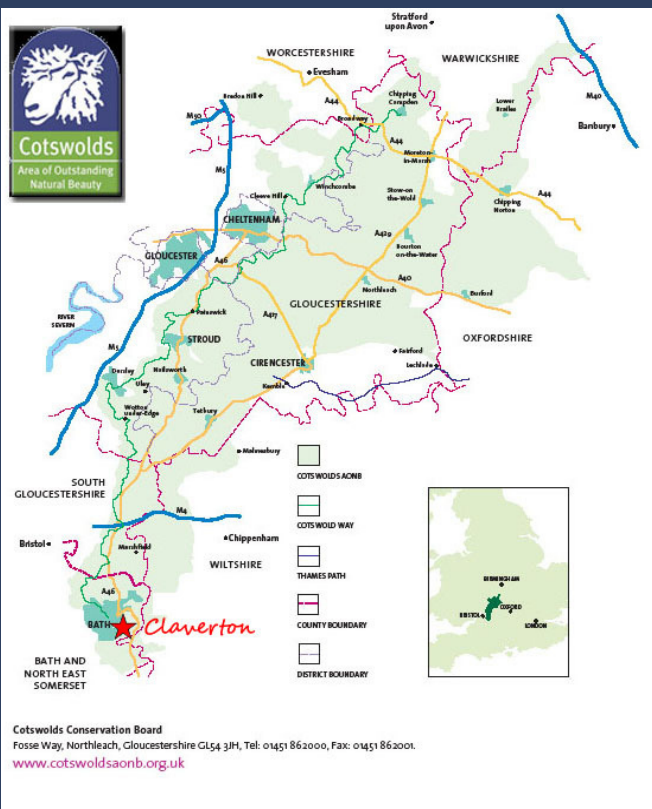 Cotswolds
Area of Outstanding
Natural Beauty
Stratford
upon Avon
WORCESTERSHIRE
WARWICKSHIRE
Evesham
M40
Bredon Hill
A44
Chipping
Campden
Lower
Brailes
M50
Banbury
Broadway
A44
Moreton-
in-Marsh
M5
Winchcombe
Cleeve Hill
Stow-on
the-Wold
A44
Chipping
Norton
CHELTENHAM
A429
Bourton
on-the-Water
GLOUCESTER
A46
A40
Northleach
Burford
GLOUCESTERSHIRE
RIVER
SEVERN
Painswick
A417
OXFORDSHIRE
STROUD
M5
CIRENCESTER
Fairford
Lechlade
Dursley
Nailsworth
Uley
Kemble
Wotton
under-Edge
Tetbury
Malmesbury
COTSWOLDS AONB
SOUTH
GLOUCESTERSHIRE
COTSWOLD WAY
M4
Bristol
Marshfield
Chippenham
WILTSHIRE
THAMES PATH
A46
COUNTY BOUNDARY
BATH
Claverton
BATH AND
NORTH EAST
SOMERSET
DISTRICT BOUNDARY
BIRMINGHAM
BRISTOL
OXFORD
LONDON
Cotswolds Conservation Board
Fosse Way, Northleach, Gloucestershire GL54 3JH, Tel: 01451 862000, Fax: 01451 862001.
www.cotswoldsaonb.org.uk